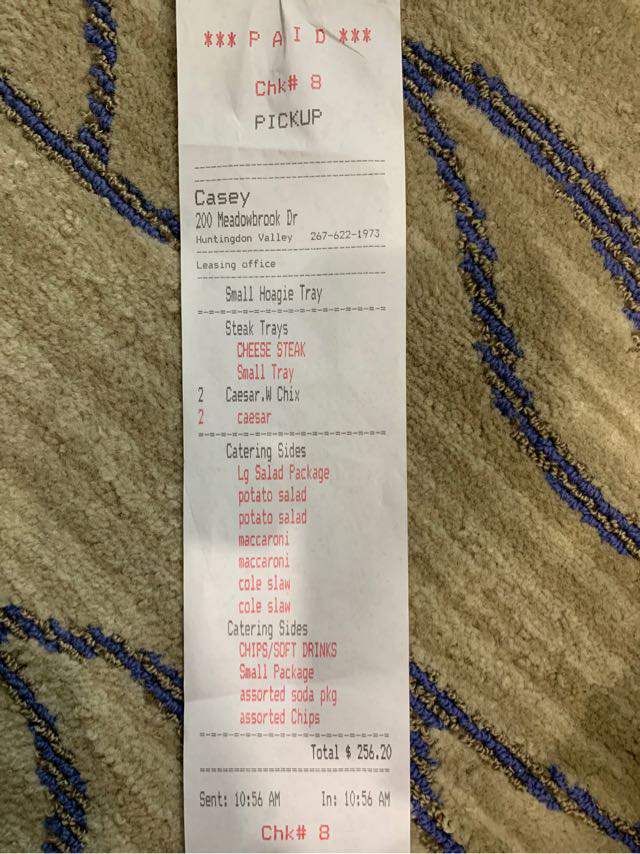 *** P A I D ***
Chk# 8
PICKUP
Casey
200 Meadowbrook Dr
Huntingdon Valley 267-622-1973
Leasing office
Small Hoagie Tray
Steak Trays
CHEESE STEAK
Small Tray
2 Caesar.W Chix
2 caesar
Catering Sides
Lg Salad Package
potato salad
potato salad
maccaroni
maccaroni
cole slaw
cole slaw
Catering Sides
CHIPS/SOFT DRINKS
Small Package
assorted soda pkg
assorted Chips
Total $ 256.20
Sent: 10:56 AM In: 10:56 AM
Chk# 8